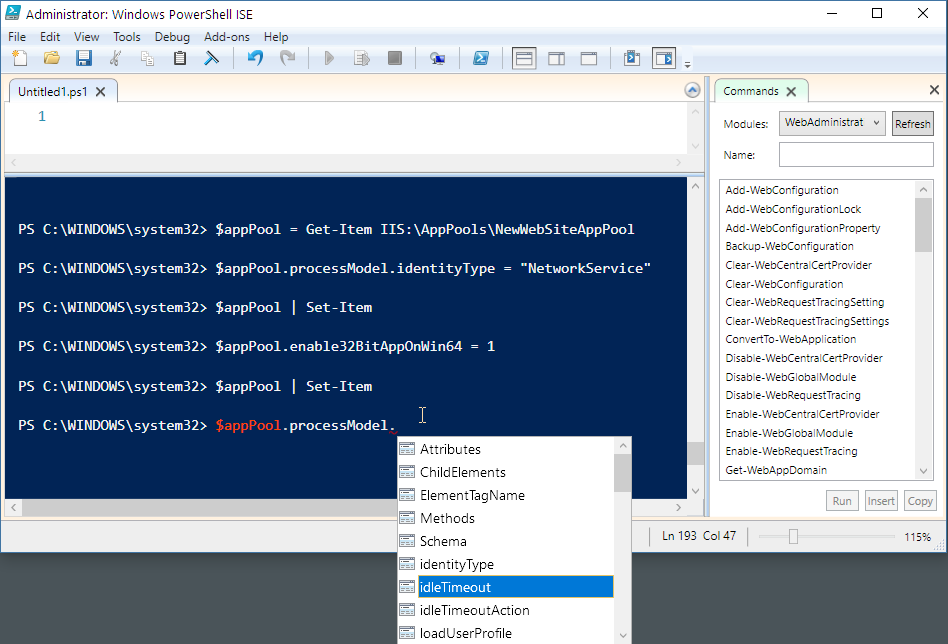 Administrator: Windows PowerShell ISE
File Edit View Tools Debug Add-ons Help
Untitled1.ps1
1
PS C:\WINDOWS\system32> $appPool = Get-Item IIS:\AppPools\NewWebSiteAppPool
PS C:\WINDOWS\system32> $appPool.processModel.identityType = "NetworkService"
PS C:\WINDOWS\system32> $appPool | Set-Item
PS C:\WINDOWS\system32> $appPool.enable32BitAppOnWin64 = 1
PS C:\WINDOWS\system32> $appPool | Set-Item
PS C:\WINDOWS\system32> $appPool.processModel.
Attributes
ChildElements
ElementTagName
Methods
Schema
identityType
idleTimeout
idleTimeoutAction
loadUserProfile
Commands
Modules: WebAdministrat Refresh
Name:
Add-WebConfiguration
Add-WebConfigurationLock
Add-WebConfigurationProperty
Backup-WebConfiguration
Clear-WebCentralCertProvider
Clear-WebConfiguration
Clear-WebRequestTracingSetting
Clear-WebRequestTracingSettings
ConvertTo-WebApplication
Disable-WebCentralCertProvider
Disable-WebGlobalModule
Disable-WebRequestTracing
Enable-WebCentralCertProvider
Enable-WebGlobalModule
Enable-WebRequestTracing
Get-WebAppDomain
Run Insert Copy
Ln 193 Col 47 115%